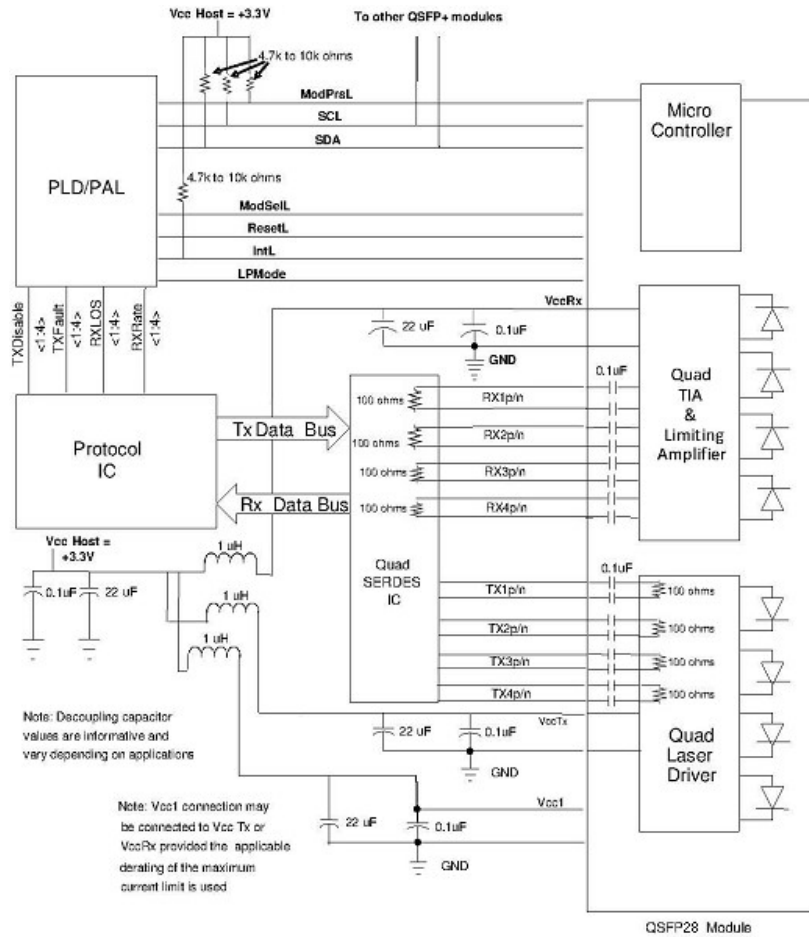 Vcc Host = +3.3V
To other QSFP+ modules
4.7k to 10k ohms
ModPrsL
SCL
SDA
Micro
Controller
PLD/PAL
4.7k to 10k ohms
ModSelL
ResetL
IntL
LPMode
TXDisable
<1:4>
TXFault
<1:4>
RXLOS
<1:4>
RXRate
<1:4>
VccRx
22 uF
0.1uF
GND
0.1uF
Quad
TIA
&
Limiting
Amplifier
100 ohms
RX1p/n
100 ohms
RX2p/n
100 ohms
RX3p/n
100 ohms
RX4p/n
Tx Data Bus
Protocol
IC
Rx Data Bus
Vcc Host =
+3.3V
1 uH
0.1uF
22 uF
1 uH
1 uH
Quad
SERDES
IC
0.1uF
TX1p/n
100 ohms
TX2p/n
100 ohms
TX3p/n
100 ohms
TX4p/n
100 ohms
Note: Decoupling capacitor
values are informative and
vary depending on applications
22 uF
0.1uF
VccTx
GND
Quad
Laser
Driver
Note: Vcc1 connection may
be connected to Vcc Tx or
VccRx provided the applicable
derating of the maximum
current limit is used
22 uF
0.1uF
Vcc1
GND
QSFP28 Module